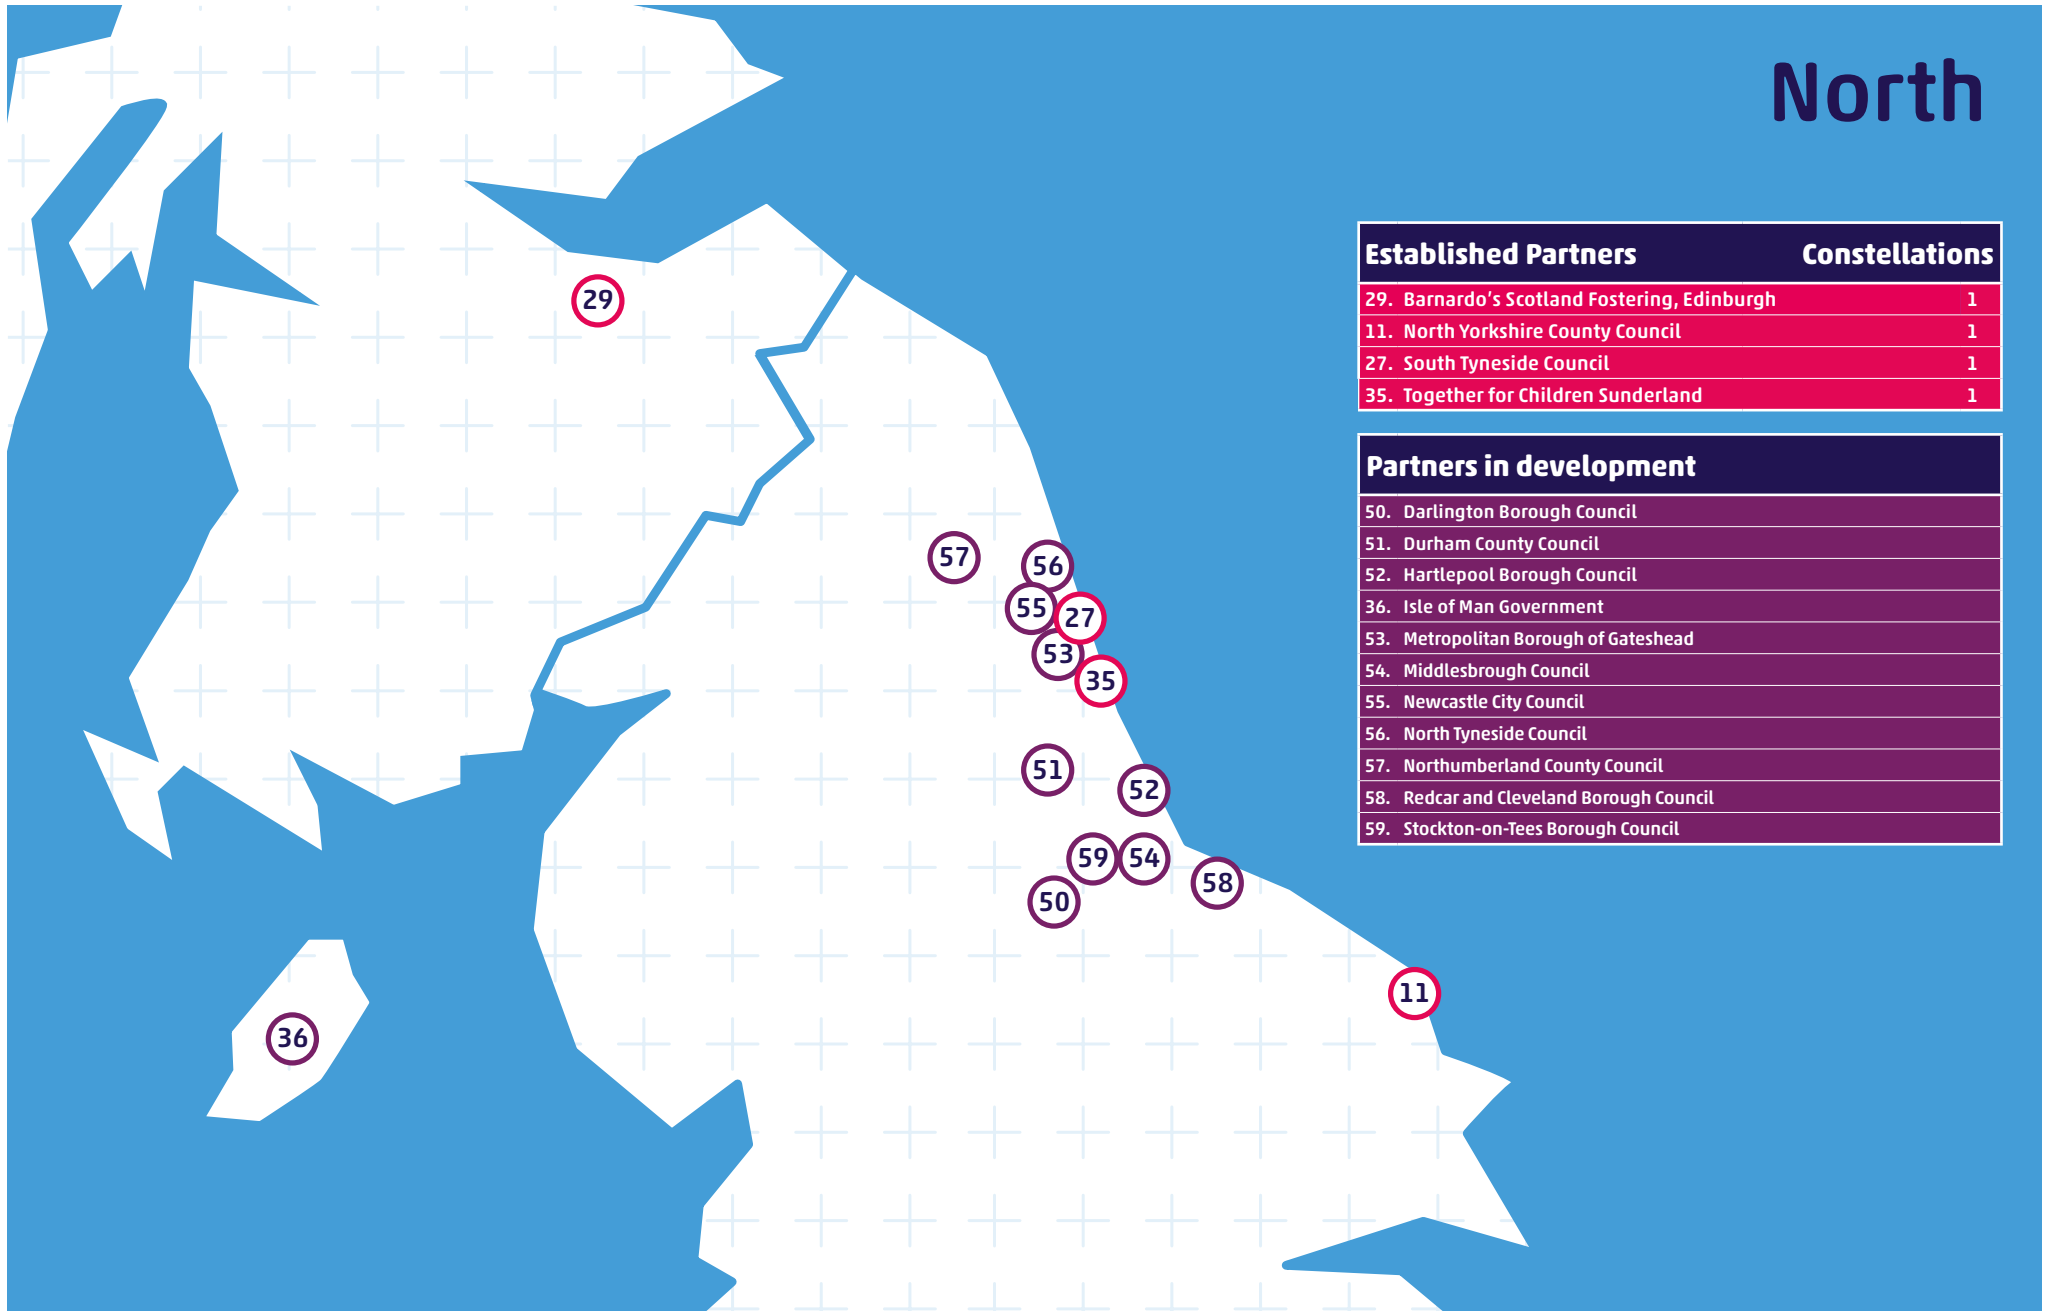 North
Established Partners Constellations
29. Barnardo’s Scotland Fostering, Edinburgh 1
11. North Yorkshire County Council 1
27. South Tyneside Council 1
35. Together for Children Sunderland 1
Partners in development
50. Darlington Borough Council
51. Durham County Council
52. Hartlepool Borough Council
36. Isle of Man Government
53. Metropolitan Borough of Gateshead
54. Middlesbrough Council
55. Newcastle City Council
56. North Tyneside Council
57. Northumberland County Council
58. Redcar and Cleveland Borough Council
59. Stockton-on-Tees Borough Council
29
57
56
55
27
53
35
51
52
59
54
58
50
11
36